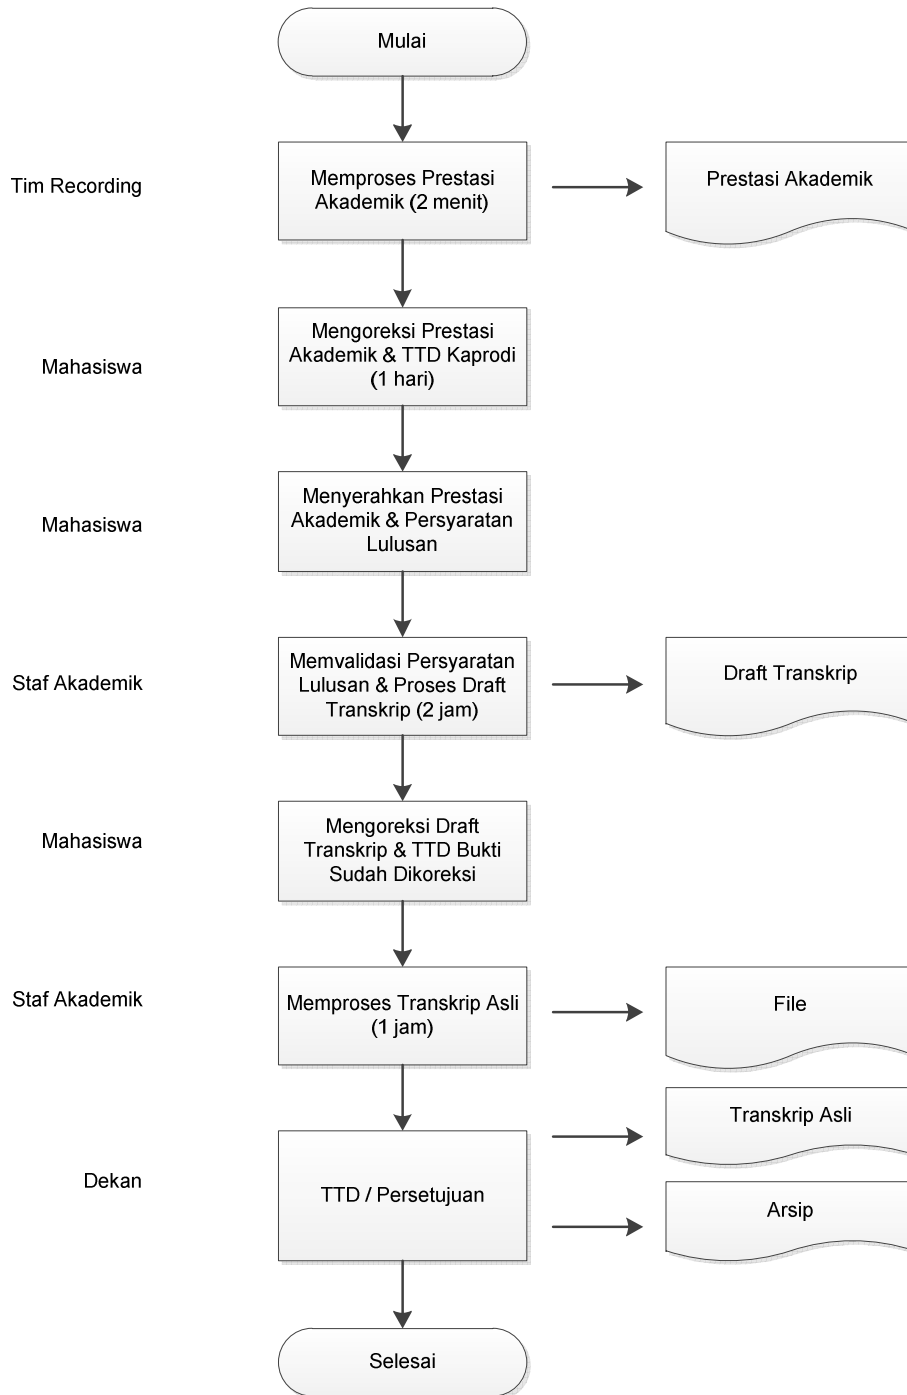 Mulai
Tim Recording
Memproses Prestasi
Akademik (2 menit)
Prestasi Akademik
Mahasiswa
Mengoreksi Prestasi
Akademik & TTD Kaprodi
(1 hari)
Mahasiswa
Menyerahkan Prestasi
Akademik & Persyaratan
Lulusan
Staf Akademik
Memvalidasi Persyaratan
Lulusan & Proses Draft
Transkrip (2 jam)
Draft Transkrip
Mahasiswa
Mengoreksi Draft
Transkrip & TTD Bukti
Sudah Dikoreksi
Staf Akademik
Memproses Transkrip Asli
(1 jam)
File
Dekan
TTD / Persetujuan
Transkrip Asli
Arsip
Selesai